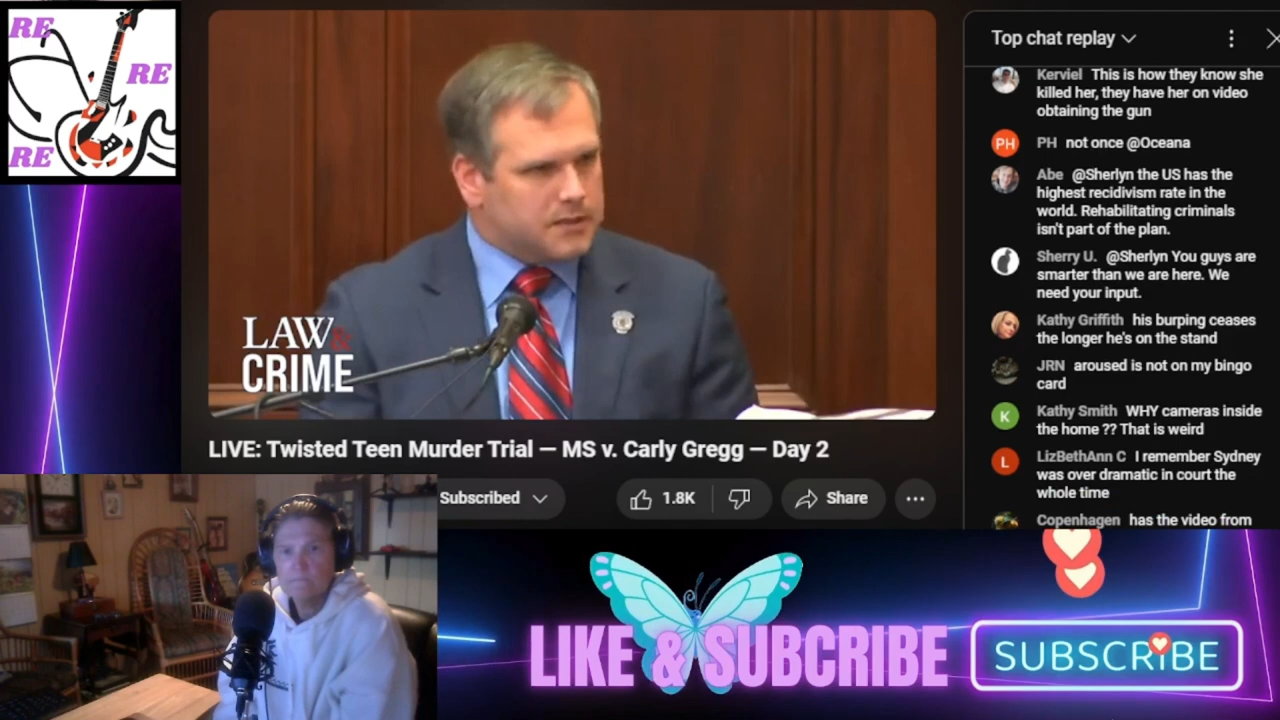 RE
RE
RE
LAW &
CRIME
LIVE: Twisted Teen Murder Trial — MS v. Carly Gregg — Day 2
Subscribed
1.8K
Share
Top chat replay
Kerviel This is how they know she
killed her, they have her on video
obtaining the gun
PH
PH not once @Oceana
Abe @Sherlyn the US has the
highest recidivism rate in the
world. Rehabilitating criminals
isn't part of the plan.
Sherry U. @Sherlyn You guys are
smarter than we are here. We
need your input.
Kathy Griffith his burping ceases
the longer he's on the stand
JRN aroused is not on my bingo
card
K
Kathy Smith WHY cameras inside
the home ?? That is weird
L
LizBethAnn C I remember Sydney
was over dramatic in court the
whole time
Copenhagen has the video from
LIKE & SUBCRIBE
SUBSCRIBE